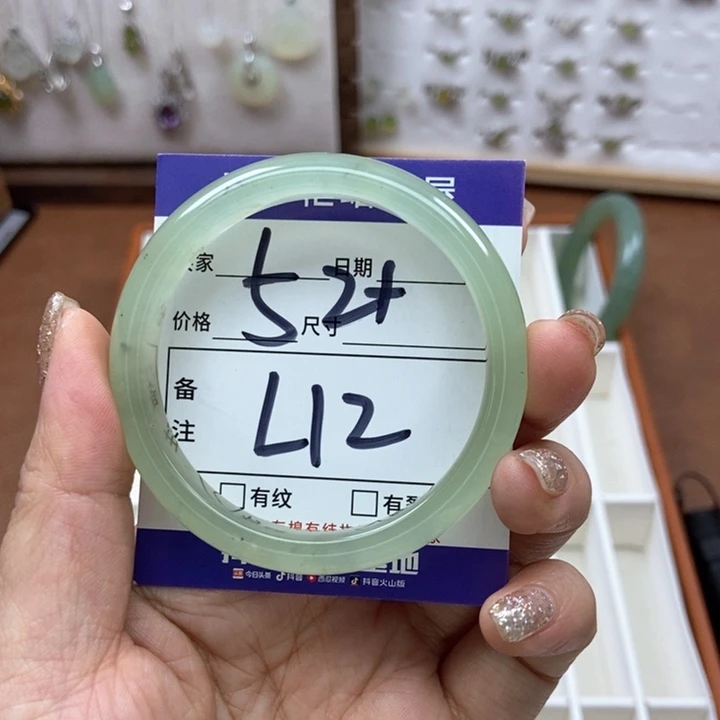 家 日期
52+
价格 尺寸
备注
L12
有纹 有
今日头条 抖音 西瓜视频 抖音火山版